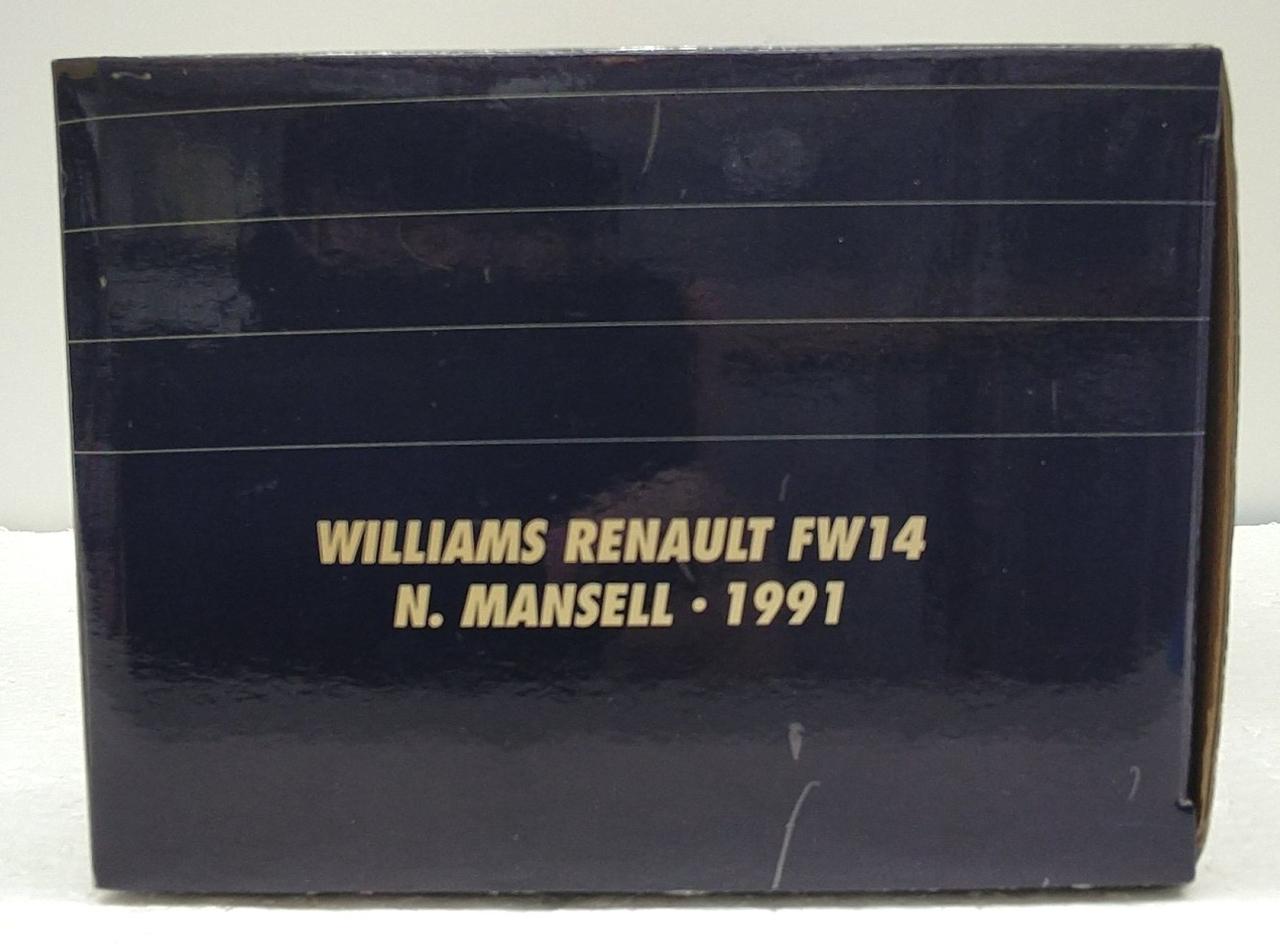 WILLIAMS RENAULT FW14
N. MANSELL • 1991